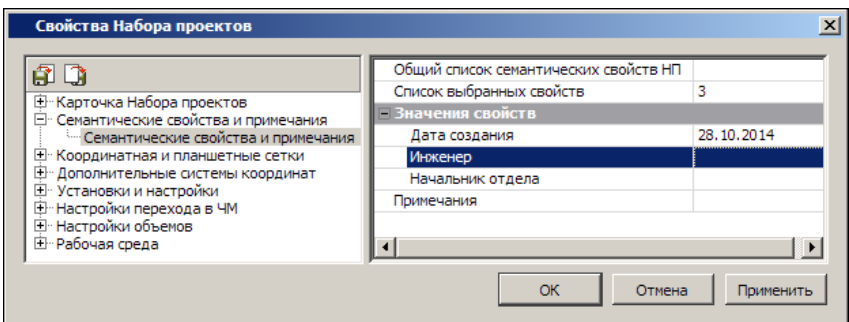 Свойства Набора проектов
Карточка Набора проектов
Семантические свойства и примечания
Семантические свойства и примечания
Координатная и планшетные сетки
Дополнительные системы координат
Установки и настройки
Настройки перехода в ЧМ
Настройки объемов
Рабочая среда
Общий список семантических свойств НП
Список выбранных свойств 3
Значения свойств
Дата создания 28.10.2014
Инженер
Начальник отдела
Примечания
ОК Отмена Применить